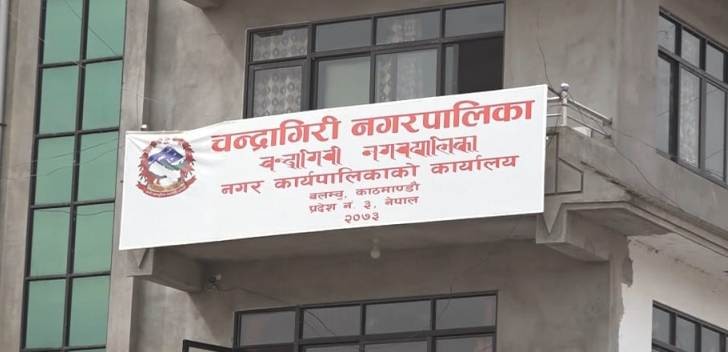 चन्द्रागिरी नगरपालिका
नगर कार्यपालिकाको कार्यालय
बलम्बु, काठमाण्डौ
प्रदेश नं. ३, नेपाल
२०७३